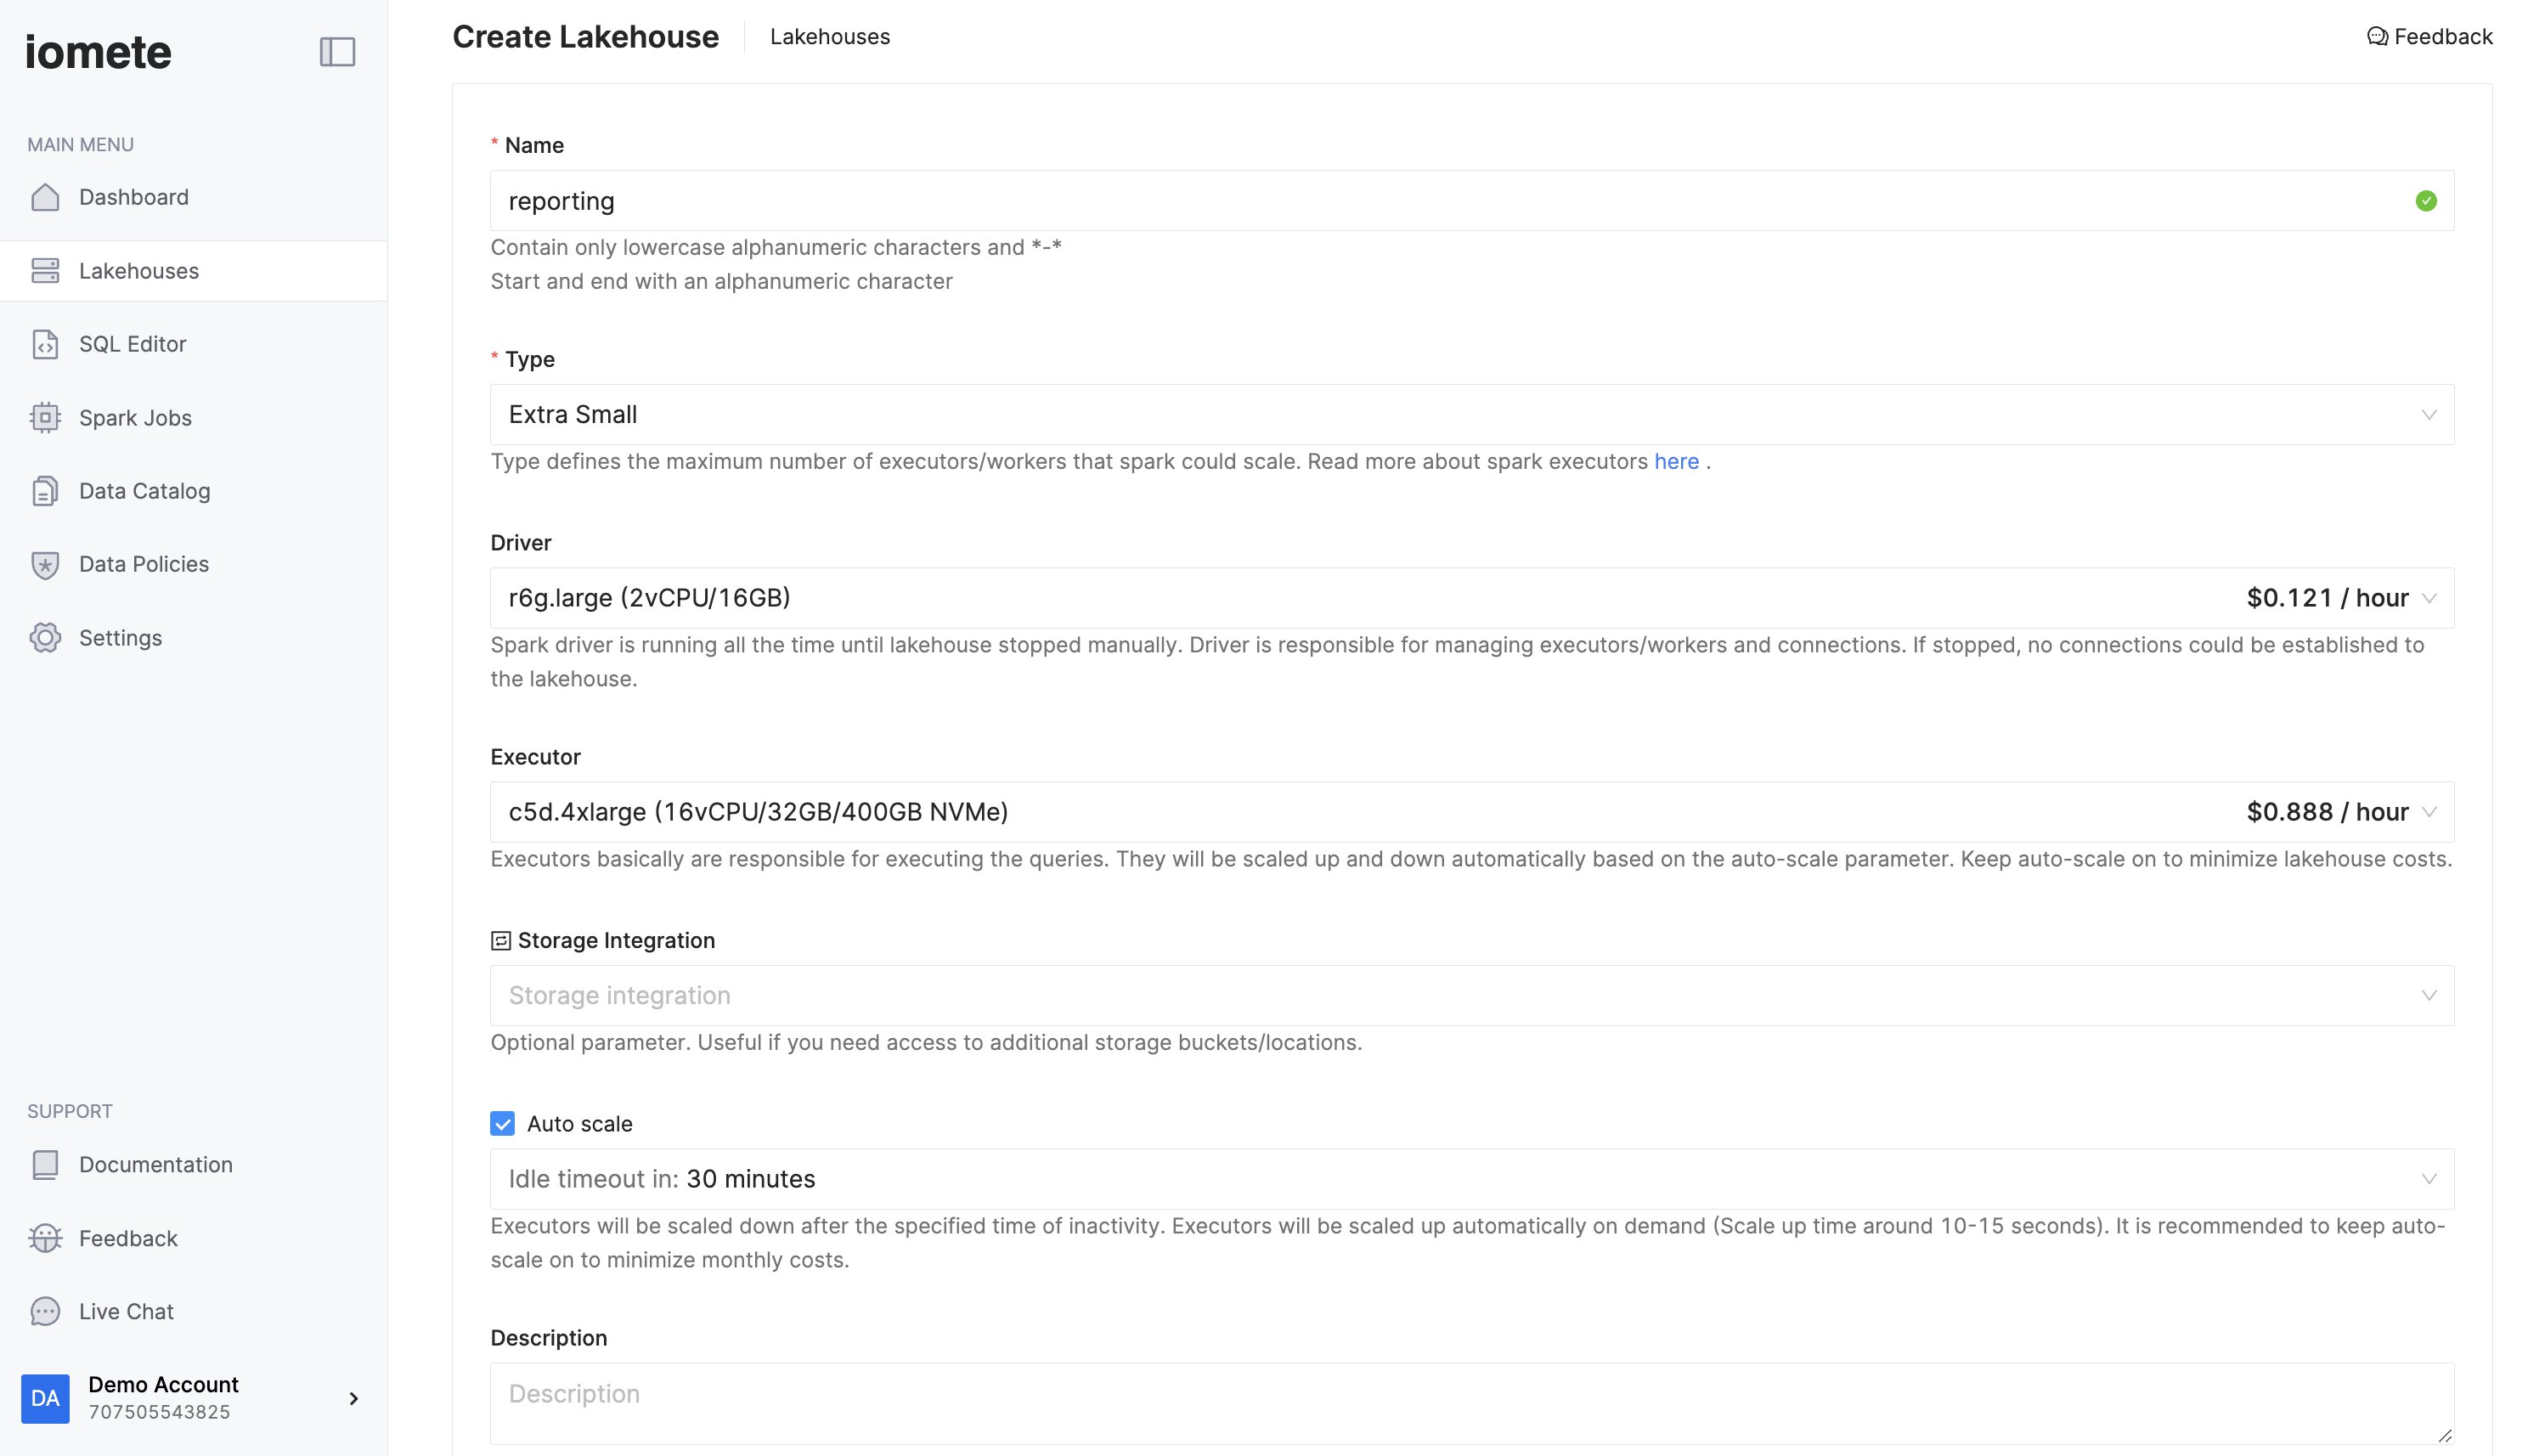 iomete
MAIN MENU
Dashboard
Lakehouses
SQL Editor
Spark Jobs
Data Catalog
Data Policies
Settings
SUPPORT
Documentation
Feedback
Live Chat
DA
Demo Account
707505543825
Create Lakehouse
Lakehouses
Feedback
* Name
reporting
Contain only lowercase alphanumeric characters and *-*
Start and end with an alphanumeric character
* Type
Extra Small
Type defines the maximum number of executors/workers that spark could scale. Read more about spark executors here .
Driver
r6g.large (2vCPU/16GB) $0.121 / hour
Spark driver is running all the time until lakehouse stopped manually. Driver is responsible for managing executors/workers and connections. If stopped, no connections could be established to
the lakehouse.
Executor
c5d.4xlarge (16vCPU/32GB/400GB NVMe) $0.888 / hour
Executors basically are responsible for executing the queries. They will be scaled up and down automatically based on the auto-scale parameter. Keep auto-scale on to minimize lakehouse costs.
Storage Integration
Storage integration
Optional parameter. Useful if you need access to additional storage buckets/locations.
Auto scale
Idle timeout in: 30 minutes
Executors will be scaled down after the specified time of inactivity. Executors will be scaled up automatically on demand (Scale up time around 10-15 seconds). It is recommended to keep auto-
scale on to minimize monthly costs.
Description
Description